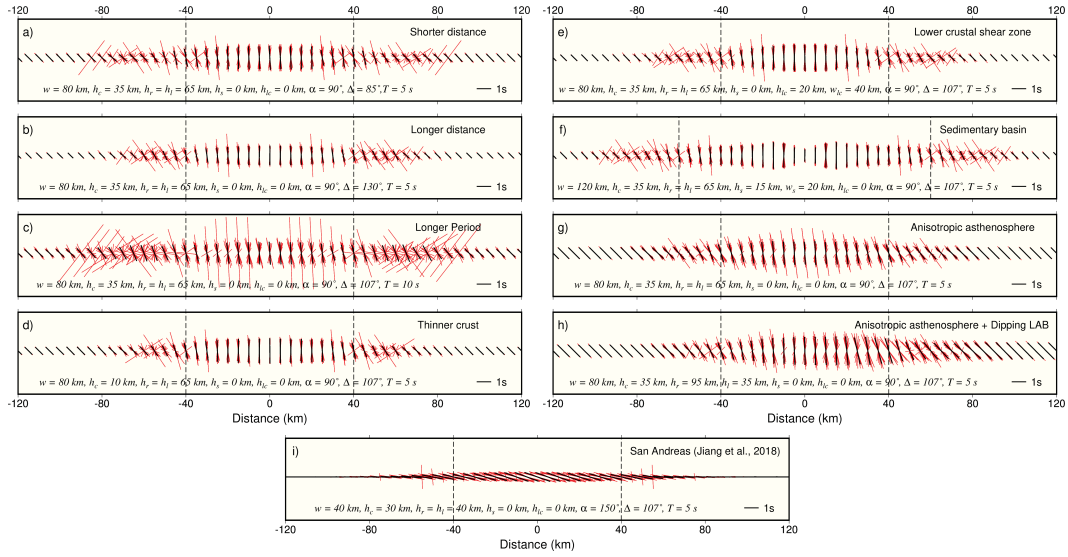 -120 -80 -40 0 40 80 120
-120 -80 -40 0 40 80 120
a) Shorter distance
w = 80 km, hc = 35 km, hr = hl = 65 km, hs = 0 km, hlc = 0 km, α = 90°, Δ = 85°,T = 5 s
1s
b) Longer distance
w = 80 km, hc = 35 km, hr = hl = 65 km, hs = 0 km, hlc = 0 km, α = 90°, Δ = 130°, T = 5 s
1s
c) Longer Period
w = 80 km, hc = 35 km, hr = hl = 65 km, hs = 0 km, hlc = 0 km, α = 90°, Δ = 107°, T = 10 s
1s
d) Thinner crust
w = 80 km, hc = 10 km, hr = hl = 65 km, hs = 0 km, hlc = 0 km, α = 90°, Δ = 107°, T = 5 s
1s
-120 -80 -40 0 40 80 120
Distance (km)
e) Lower crustal shear zone
w = 80 km, hc = 35 km, hr = hl = 65 km, hs = 0 km, hlc = 20 km, wlc = 40 km, α = 90°, Δ = 107°, T = 5 s
1s
f) Sedimentary basin
w = 120 km, hc = 35 km, hr = hl = 65 km, hs = 15 km, ws = 20 km, hlc = 0 km, α = 90°, Δ = 107°, T = 5 s
1s
g) Anisotropic asthenosphere
w = 80 km, hc = 35 km, hr = hl = 65 km, hs = 0 km, hlc = 0 km, α = 90°, Δ = 107°, T = 5 s
1s
h) Anisotropic asthenosphere + Dipping LAB
w = 80 km, hc = 35 km, hr = 95 km, hl = 35 km, hs = 0 km, hlc = 0 km, α = 90°, Δ = 107°, T = 5 s
1s
-120 -80 -40 0 40 80 120
Distance (km)
i) San Andreas (Jiang et al., 2018)
w = 40 km, hc = 30 km, hr = hl = 40 km, hs = 0 km, hlc = 0 km, α = 150°, Δ = 107°, T = 5 s
1s
-120 -80 -40 0 40 80 120
Distance (km)